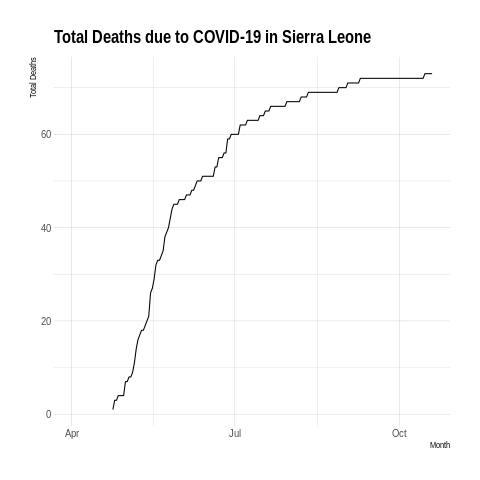 Total Deaths due to COVID-19 in Sierra Leone
Total Deaths
60
40
20
0
Apr
Jul
Oct
Month